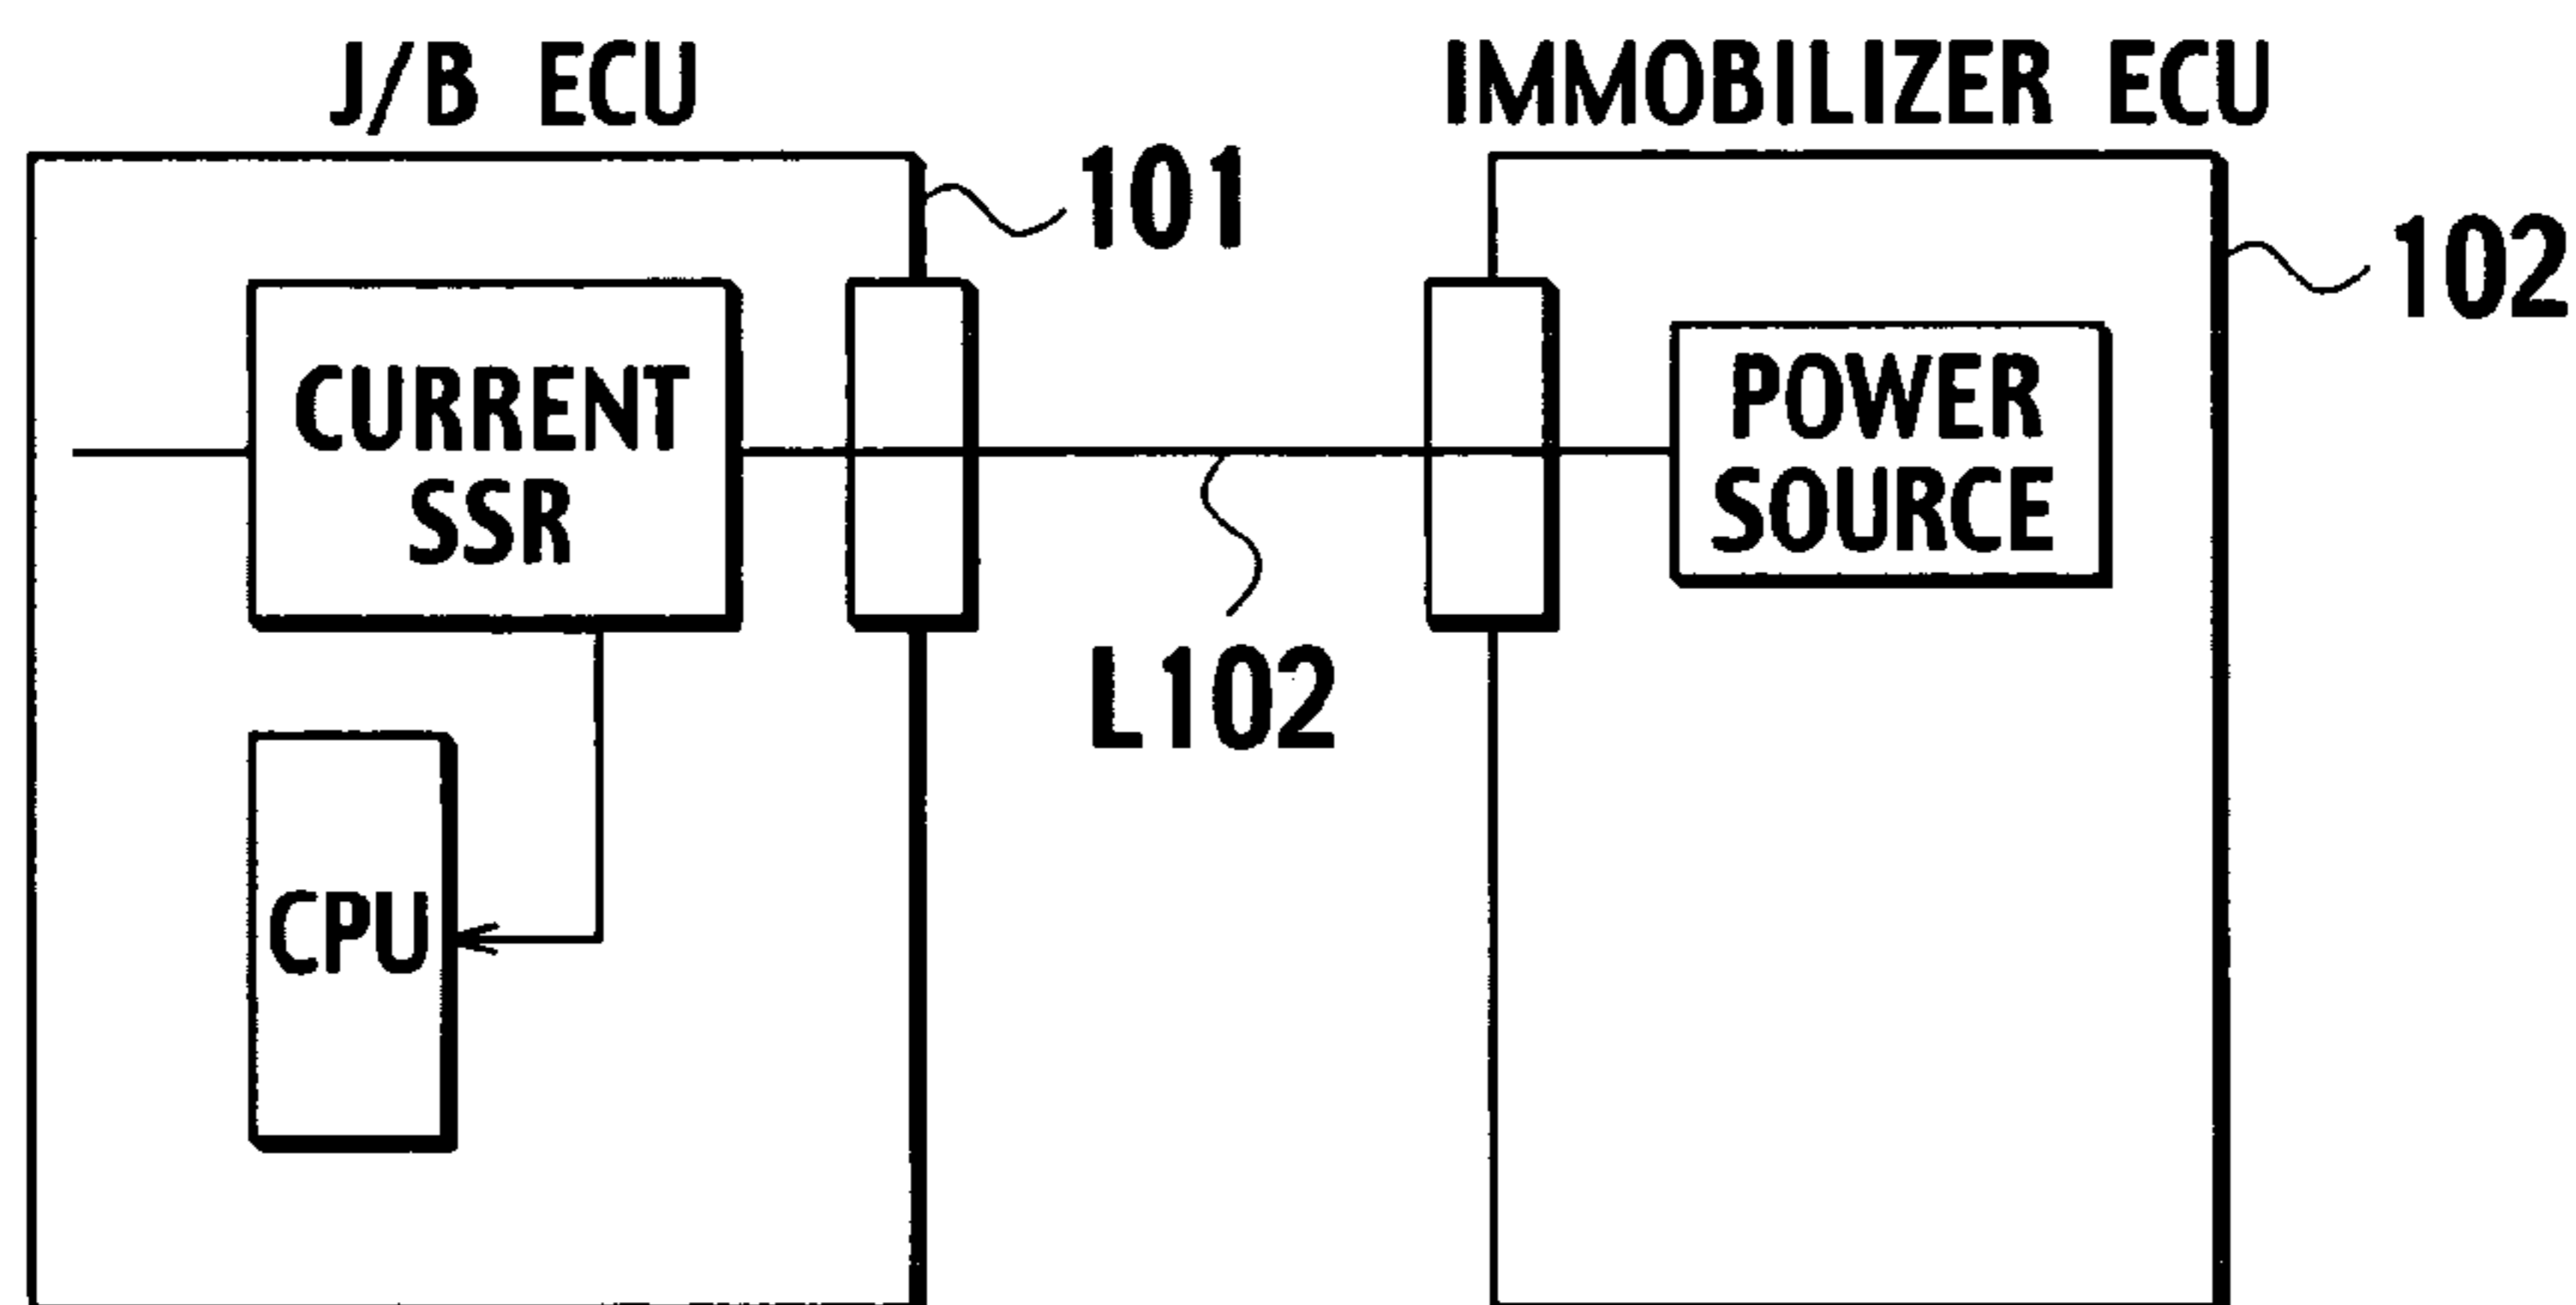 J/B ECU
IMMOBILIZER ECU
101
102
CURRENT
SSR
POWER
SOURCE
L102
CPU